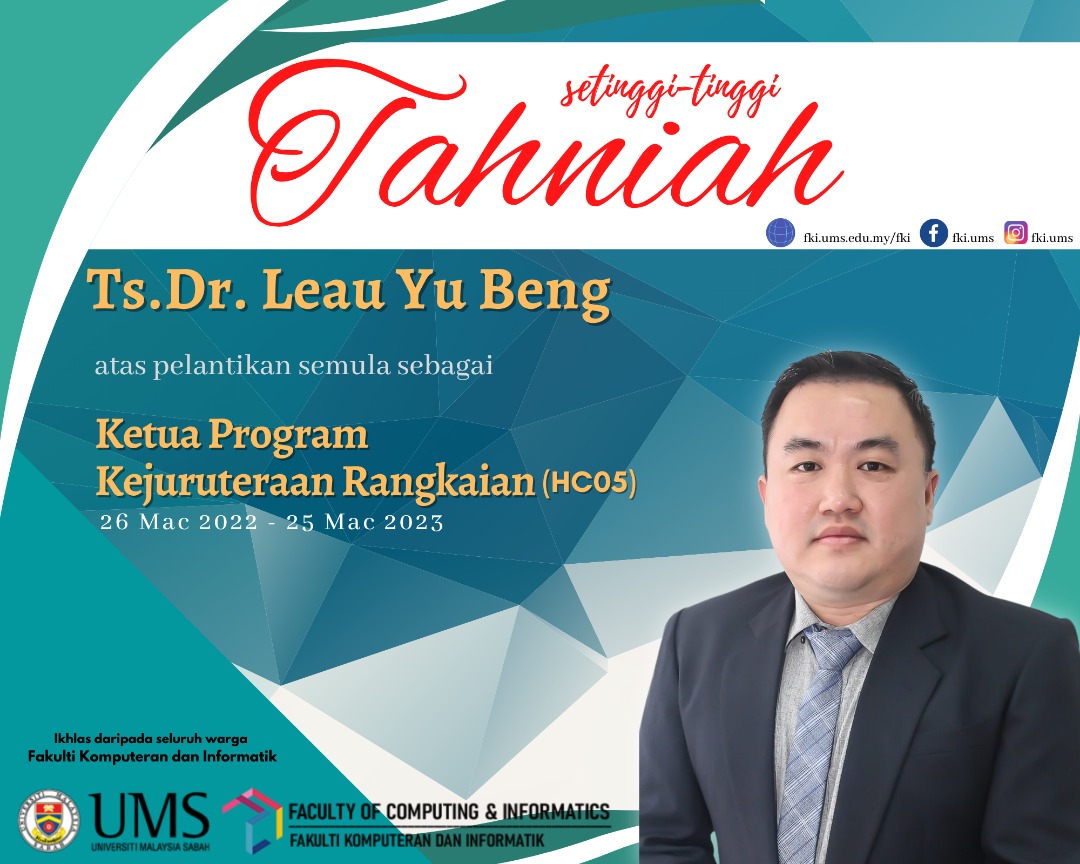 setinggi-tinggi
Tahniah
fki.ums.edu.my/fki fki.ums fki.ums
Ts.Dr. Leau Yu Beng
atas pelantikan semula sebagai
Ketua Program
Kejuruteraan Rangkaian (HC05)
26 Mac 2022 - 25 Mac 2023
Ikhlas daripada seluruh warga
Fakulti Komputeran dan Informatik
UMS
UNIVERSITI MALAYSIA SABAH
FACULTY OF COMPUTING & INFORMATICS
FAKULTI KOMPUTERAN DAN INFORMATIK